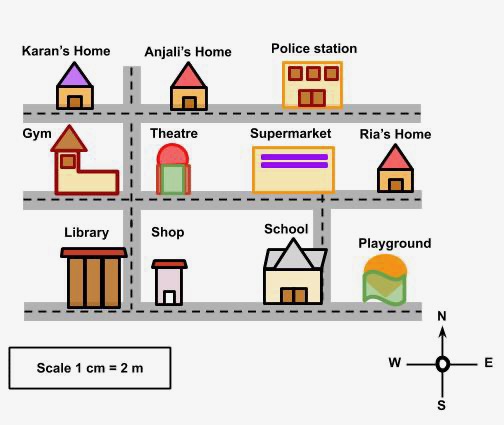 Karan's Home
Anjali's Home
Police station
Gym
Theatre
Supermarket
Ria's Home
Library
Shop
School
Playground
N
W
E
S
Scale 1 cm = 2 m